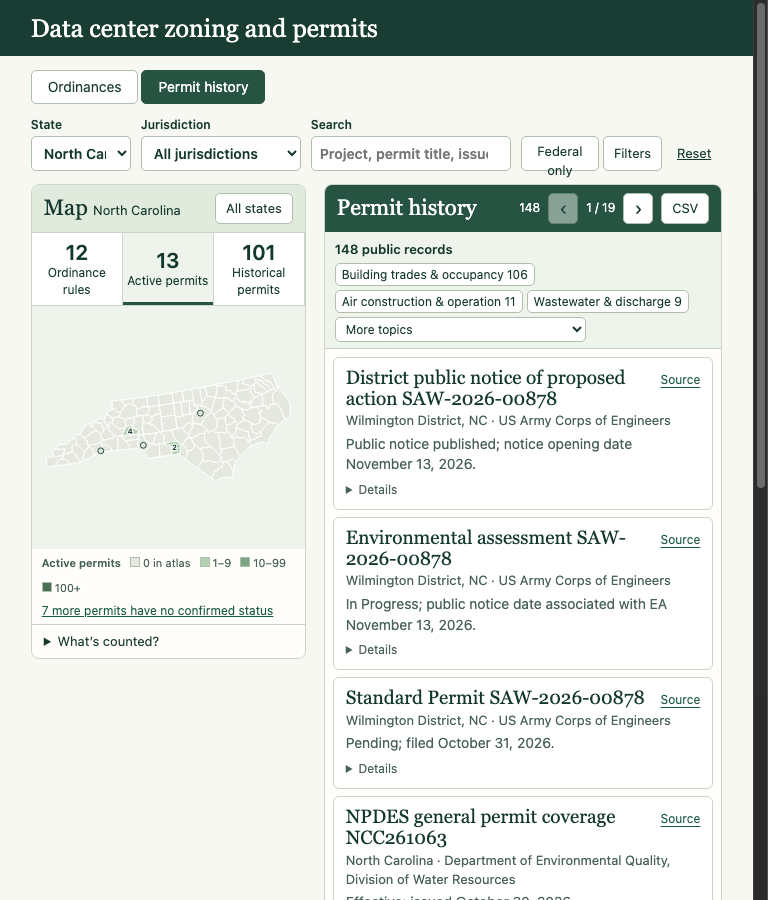 Data center zoning and permits
Ordinances
Permit history
State
Jurisdiction
Search
North Ca
All jurisdictions
Project, permit title, issue
Federal
only
Filters
Reset
Map North Carolina
All states
12
Ordinance
rules
13
Active permits
101
Historical
permits
4
2
Active permits 0 in atlas 1–9 10–99
100+
7 more permits have no confirmed status
What's counted?
Permit history
148 ‹ 1 / 19 ›
CSV
148 public records
Building trades & occupancy 106
Air construction & operation 11
Wastewater & discharge 9
More topics
District public notice of proposed
action SAW-2026-00878
Source
Wilmington District, NC · US Army Corps of Engineers
Public notice published; notice opening date
November 13, 2026.
Details
Environmental assessment SAW-
2026-00878
Source
Wilmington District, NC · US Army Corps of Engineers
In Progress; public notice date associated with EA
November 13, 2026.
Details
Standard Permit SAW-2026-00878
Source
Wilmington District, NC · US Army Corps of Engineers
Pending; filed October 31, 2026.
Details
NPDES general permit coverage
NCC261063
Source
North Carolina · Department of Environmental Quality,
Division of Water Resources